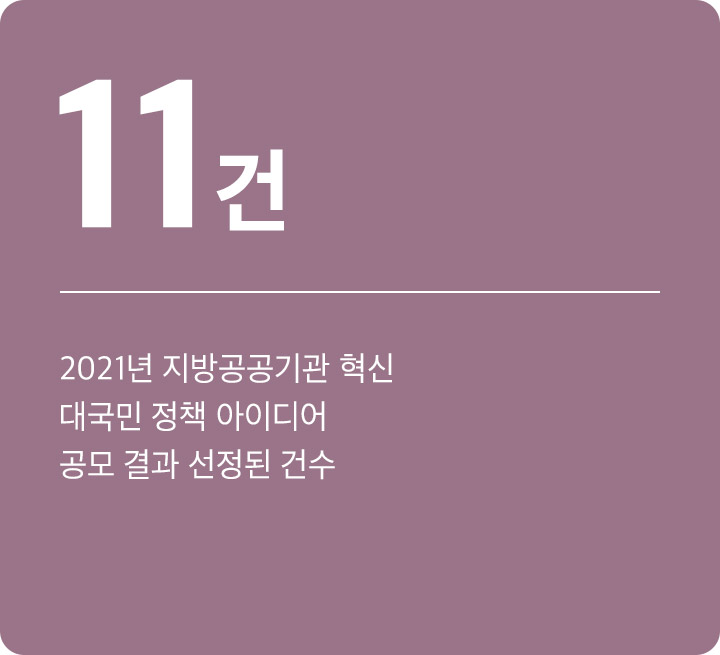 11건
2021년 지방공공기관 혁신
대국민 정책 아이디어
공모 결과 선정된 건수